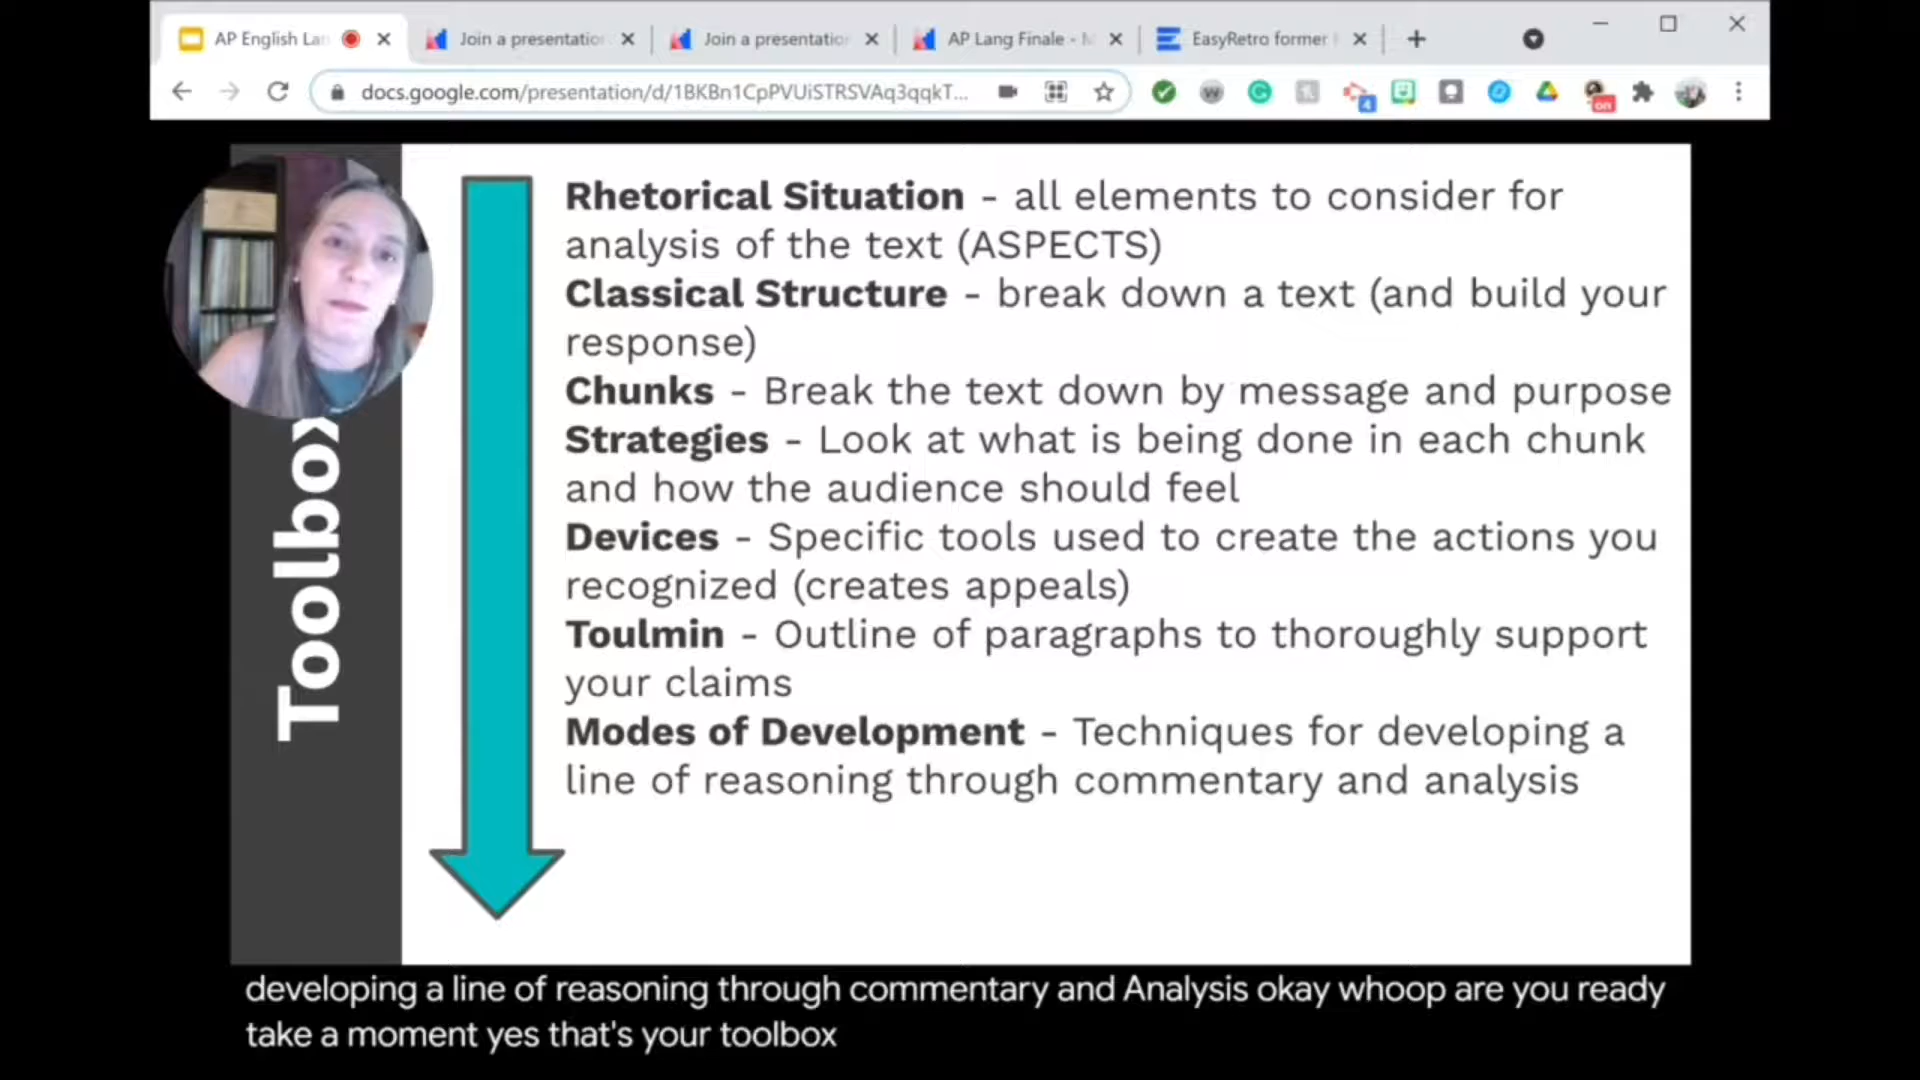 AP English Lan
Join a presentation
Join a presentation
AP Lang Finale - M
EasyRetro former
docs.google.com/presentation/d/1BKBn1CpPVUiSTRSVAq3qqkT...
4
on
Toolbox
Rhetorical Situation - all elements to consider for
analysis of the text (ASPECTS)
Classical Structure - break down a text (and build your
response)
Chunks - Break the text down by message and purpose
Strategies - Look at what is being done in each chunk
and how the audience should feel
Devices - Specific tools used to create the actions you
recognized (creates appeals)
Toulmin - Outline of paragraphs to thoroughly support
your claims
Modes of Development - Techniques for developing a
line of reasoning through commentary and analysis
developing a line of reasoning through commentary and Analysis okay whoop are you ready
take a moment yes that's your toolbox